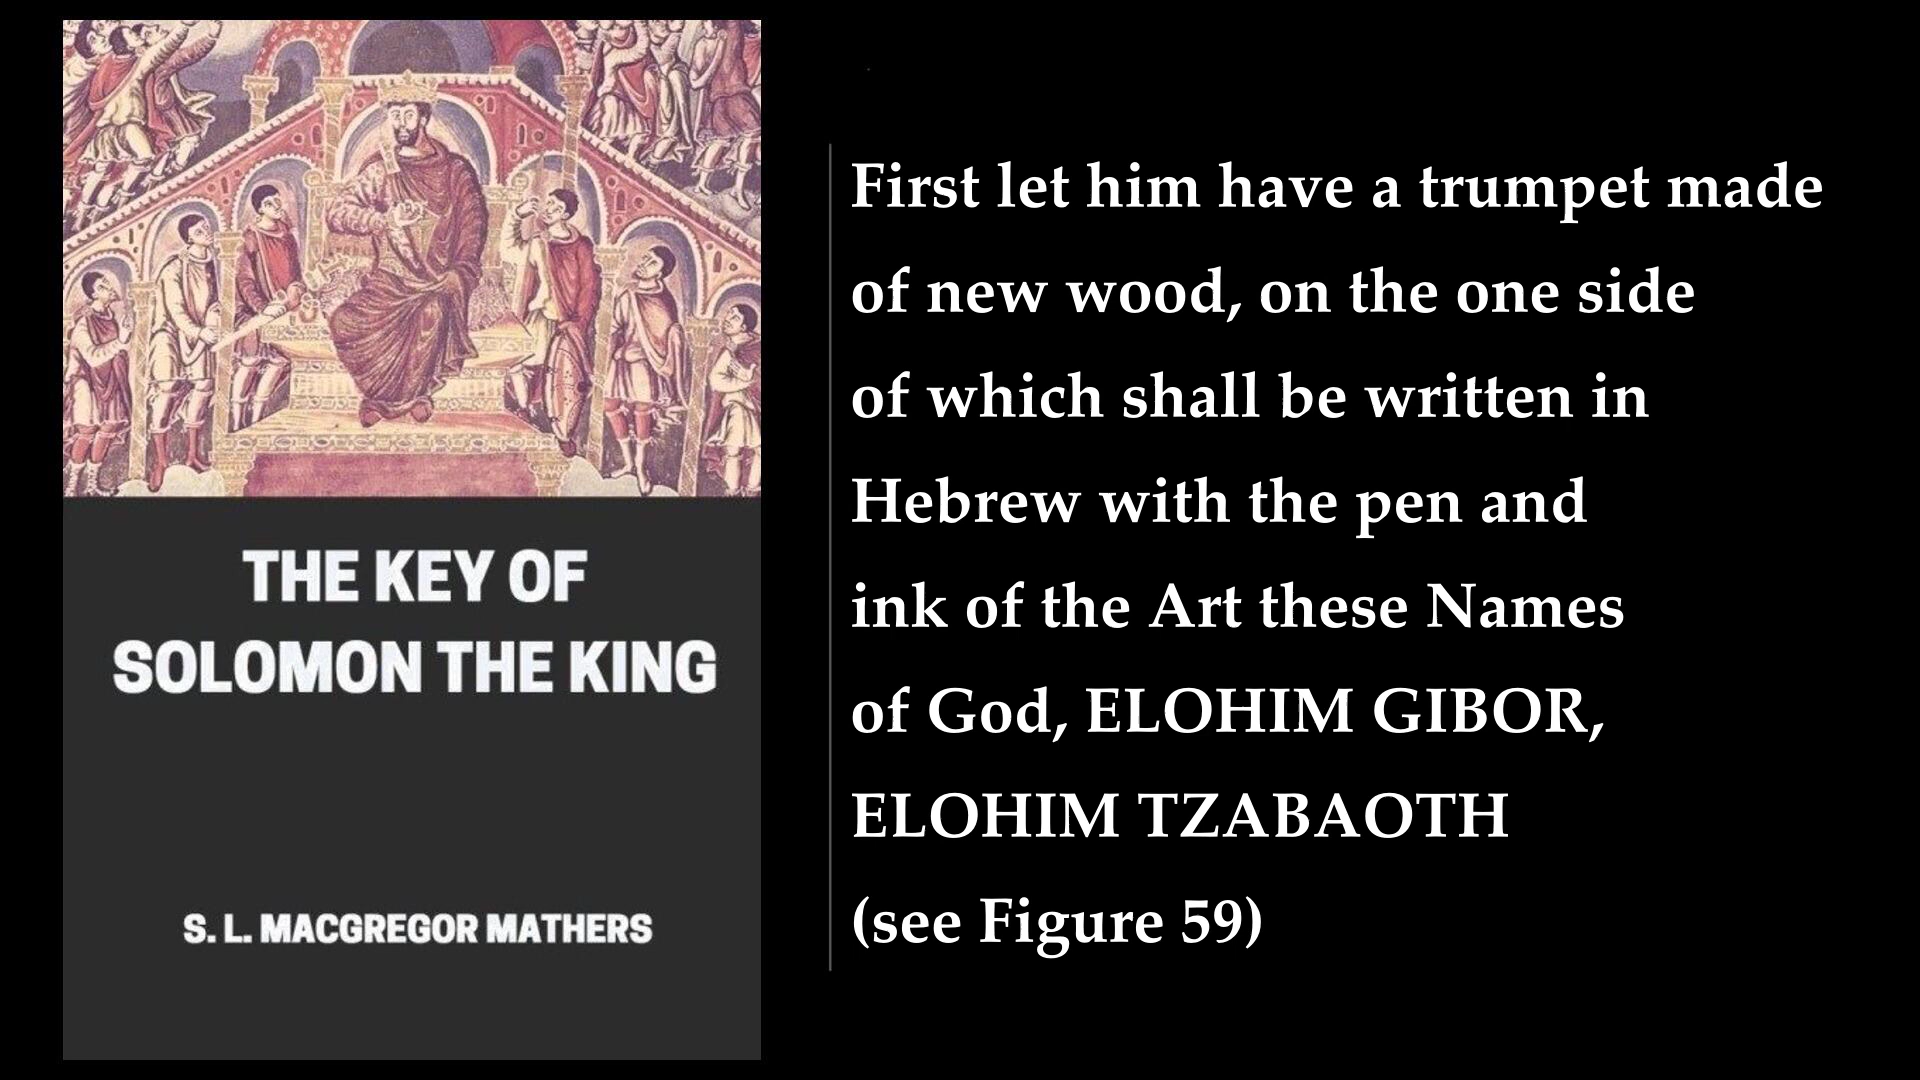 THE KEY OF
SOLOMON THE KING
S. L. MACGREGOR MATHERS
First let him have a trumpet made
of new wood, on the one side
of which shall be written in
Hebrew with the pen and
ink of the Art these Names
of God, ELOHIM GIBOR,
ELOHIM TZABAOTH
(see Figure 59)